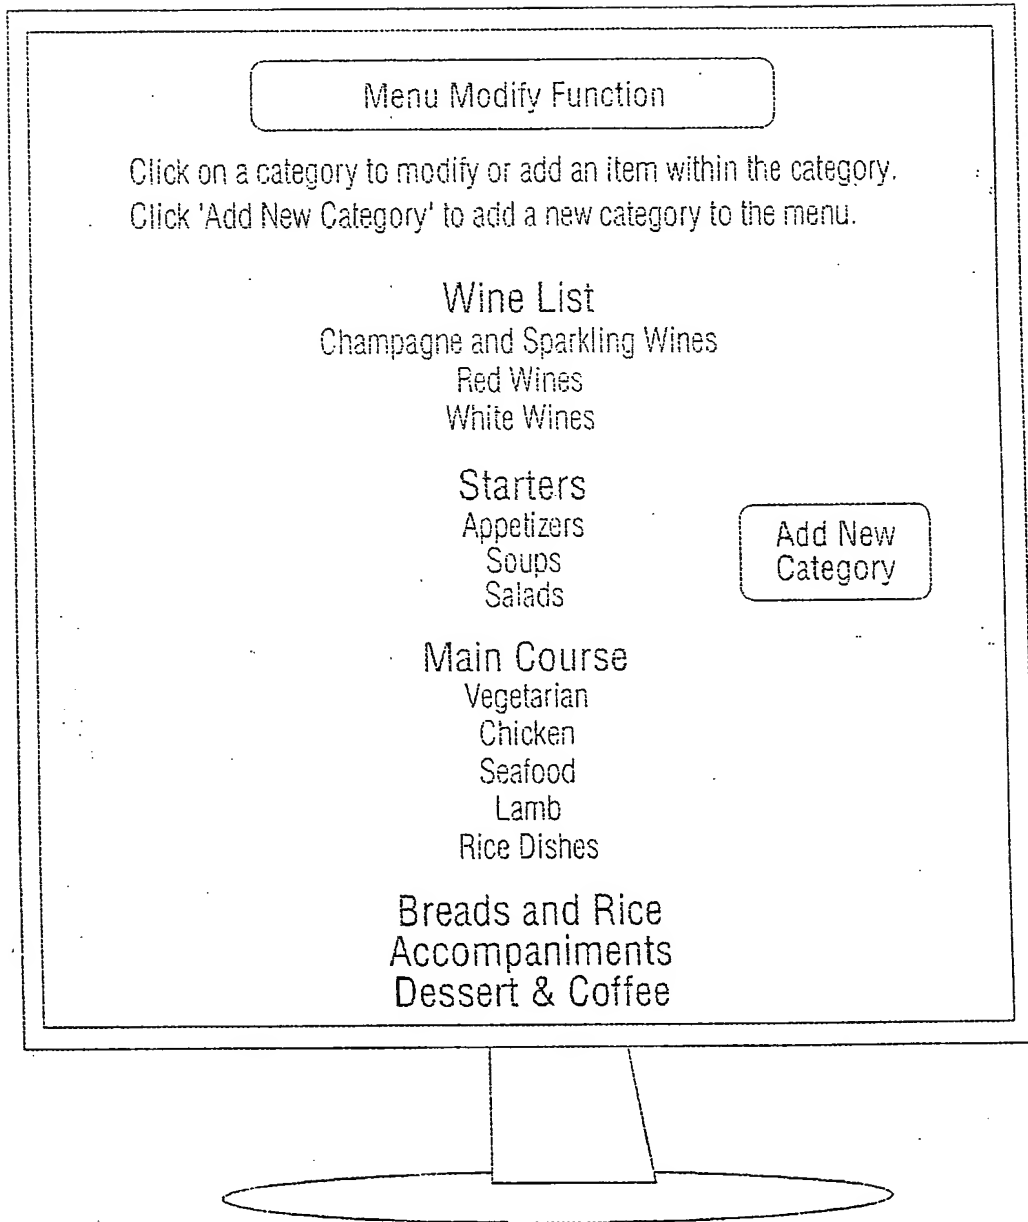 Menu Modify Function
Click on a category to modify or add an item within the category.
Click 'Add New Category' to add a new category to the menu.
Wine List
Champagne and Sparkling Wines
Red Wines
White Wines
Starters
Appetizers
Soups
Salads
Add New
Category
Main Course
Vegetarian
Chicken
Seafood
Lamb
Rice Dishes
Breads and Rice
Accompaniments
Dessert & Coffee